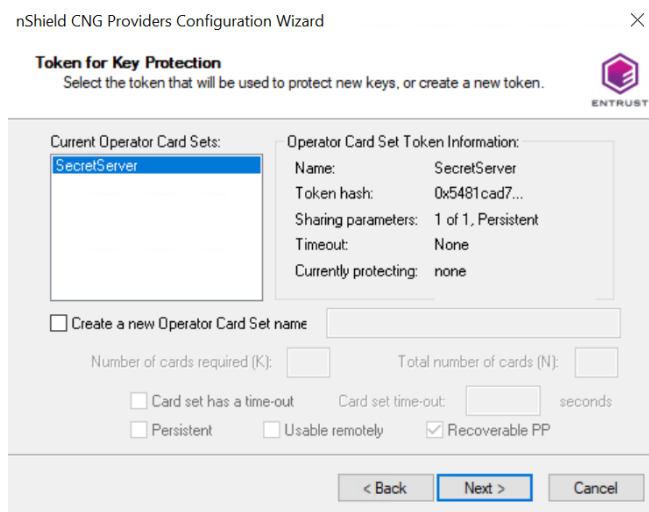 nShield CNG Providers Configuration Wizard
Token for Key Protection
Select the token that will be used to protect new keys, or create a new token.
ENTRUST
Current Operator Card Sets:
SecretServer
Operator Card Set Token Information:
Name: SecretServer
Token hash: 0x5481cad7...
Sharing parameters: 1 of 1, Persistent
Timeout: None
Currently protecting: none
Create a new Operator Card Set name
Number of cards required (K): Total number of cards (N):
Card set has a time-out Card set time-out: seconds
Persistent Usable remotely Recoverable PP
< Back Next > Cancel